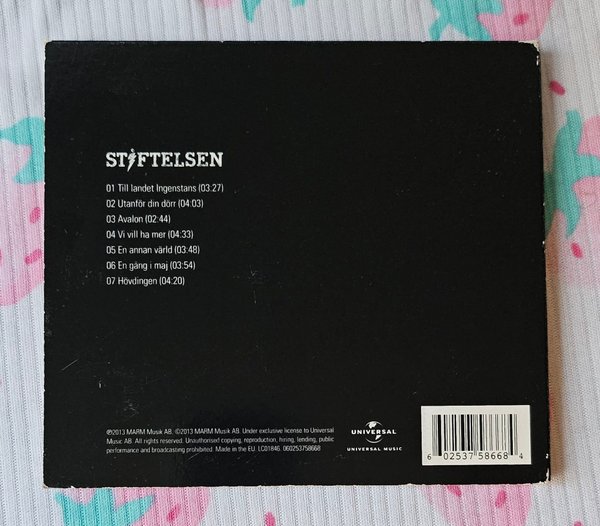 STIFTELSEN
01 Till landet Ingenstans (03:27)
02 Utanför din dörr (04:03)
03 Avalon (02:44)
04 Vi vill ha mer (04:33)
05 En annan värld (03:48)
06 En gång i maj (03:54)
07 Hövdingen (04:20)
℗2013 MARM Musik AB. ©2013 MARM Musik AB. Under exclusive license to Universal
Music AB. All rights reserved. Unauthorised copying, reproduction, hiring, lending, public
performance and broadcasting prohibited. Made in the EU. LC01846. 060253758668
UNIVERSAL
UNIVERSAL MUSIC
6 02537 58668 4